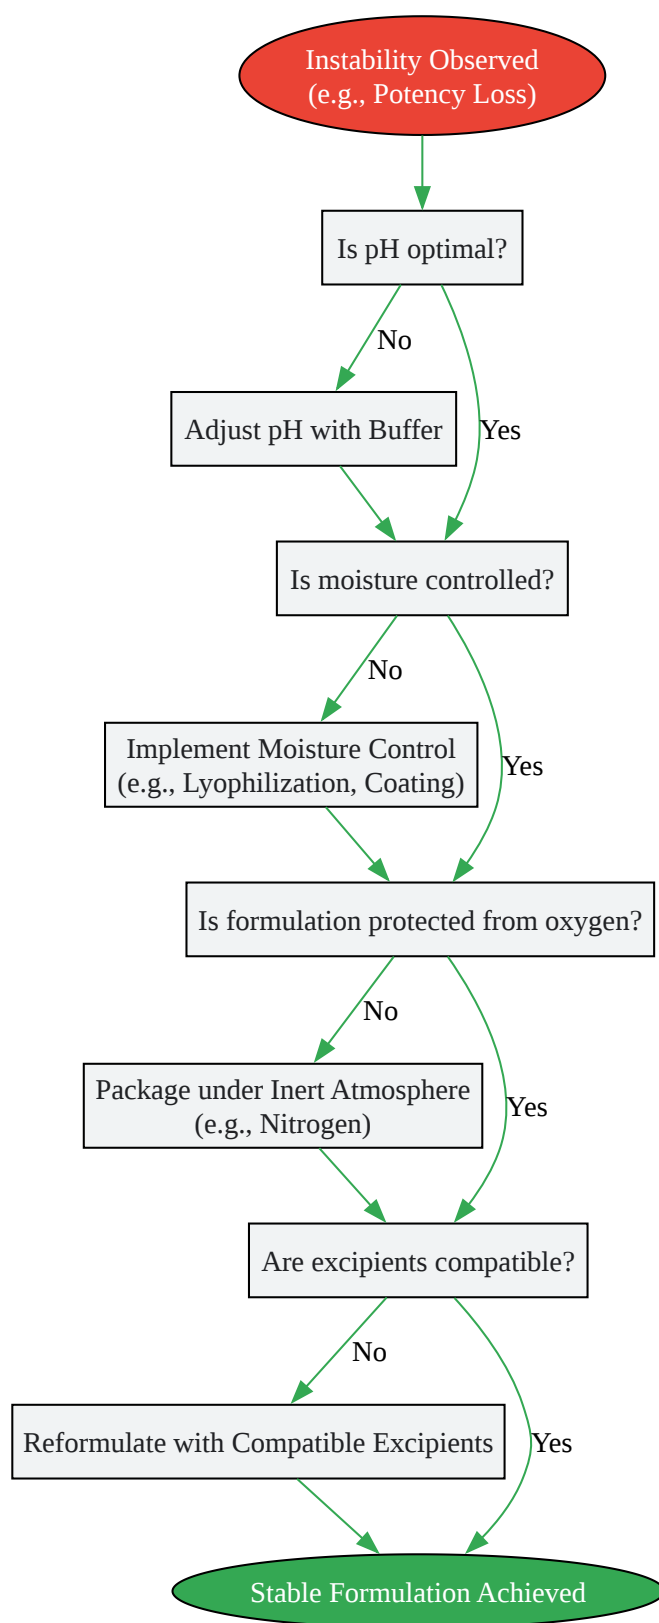 Instability Observed
(e.g., Potency Loss)
Is pH optimal?
No
Adjust pH with Buffer
Yes
Is moisture controlled?
No
Implement Moisture Control
(e.g., Lyophilization, Coating)
Yes
Is formulation protected from oxygen?
No
Package under Inert Atmosphere
(e.g., Nitrogen)
Yes
Are excipients compatible?
No
Reformulate with Compatible Excipients
Yes
Stable Formulation Achieved